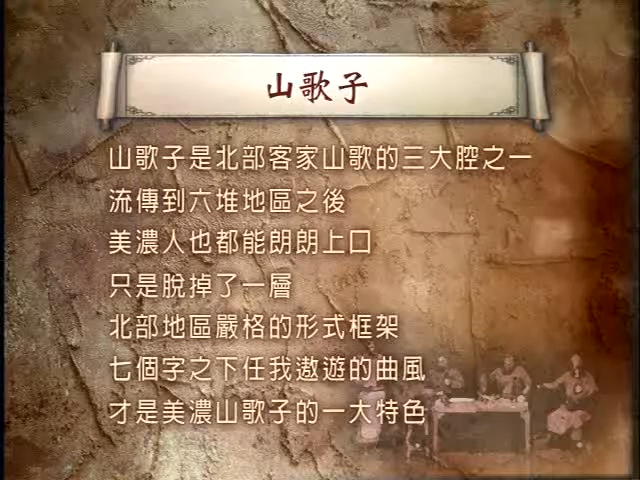 山歌子
山歌子是北部客家山歌的三大腔之一
流傳到六堆地區之後
美濃人也都能朗朗上口
只是脫掉了一層
北部地區嚴格的形式框架
七個字之下任我遨遊的曲風
才是美濃山歌子的一大特色